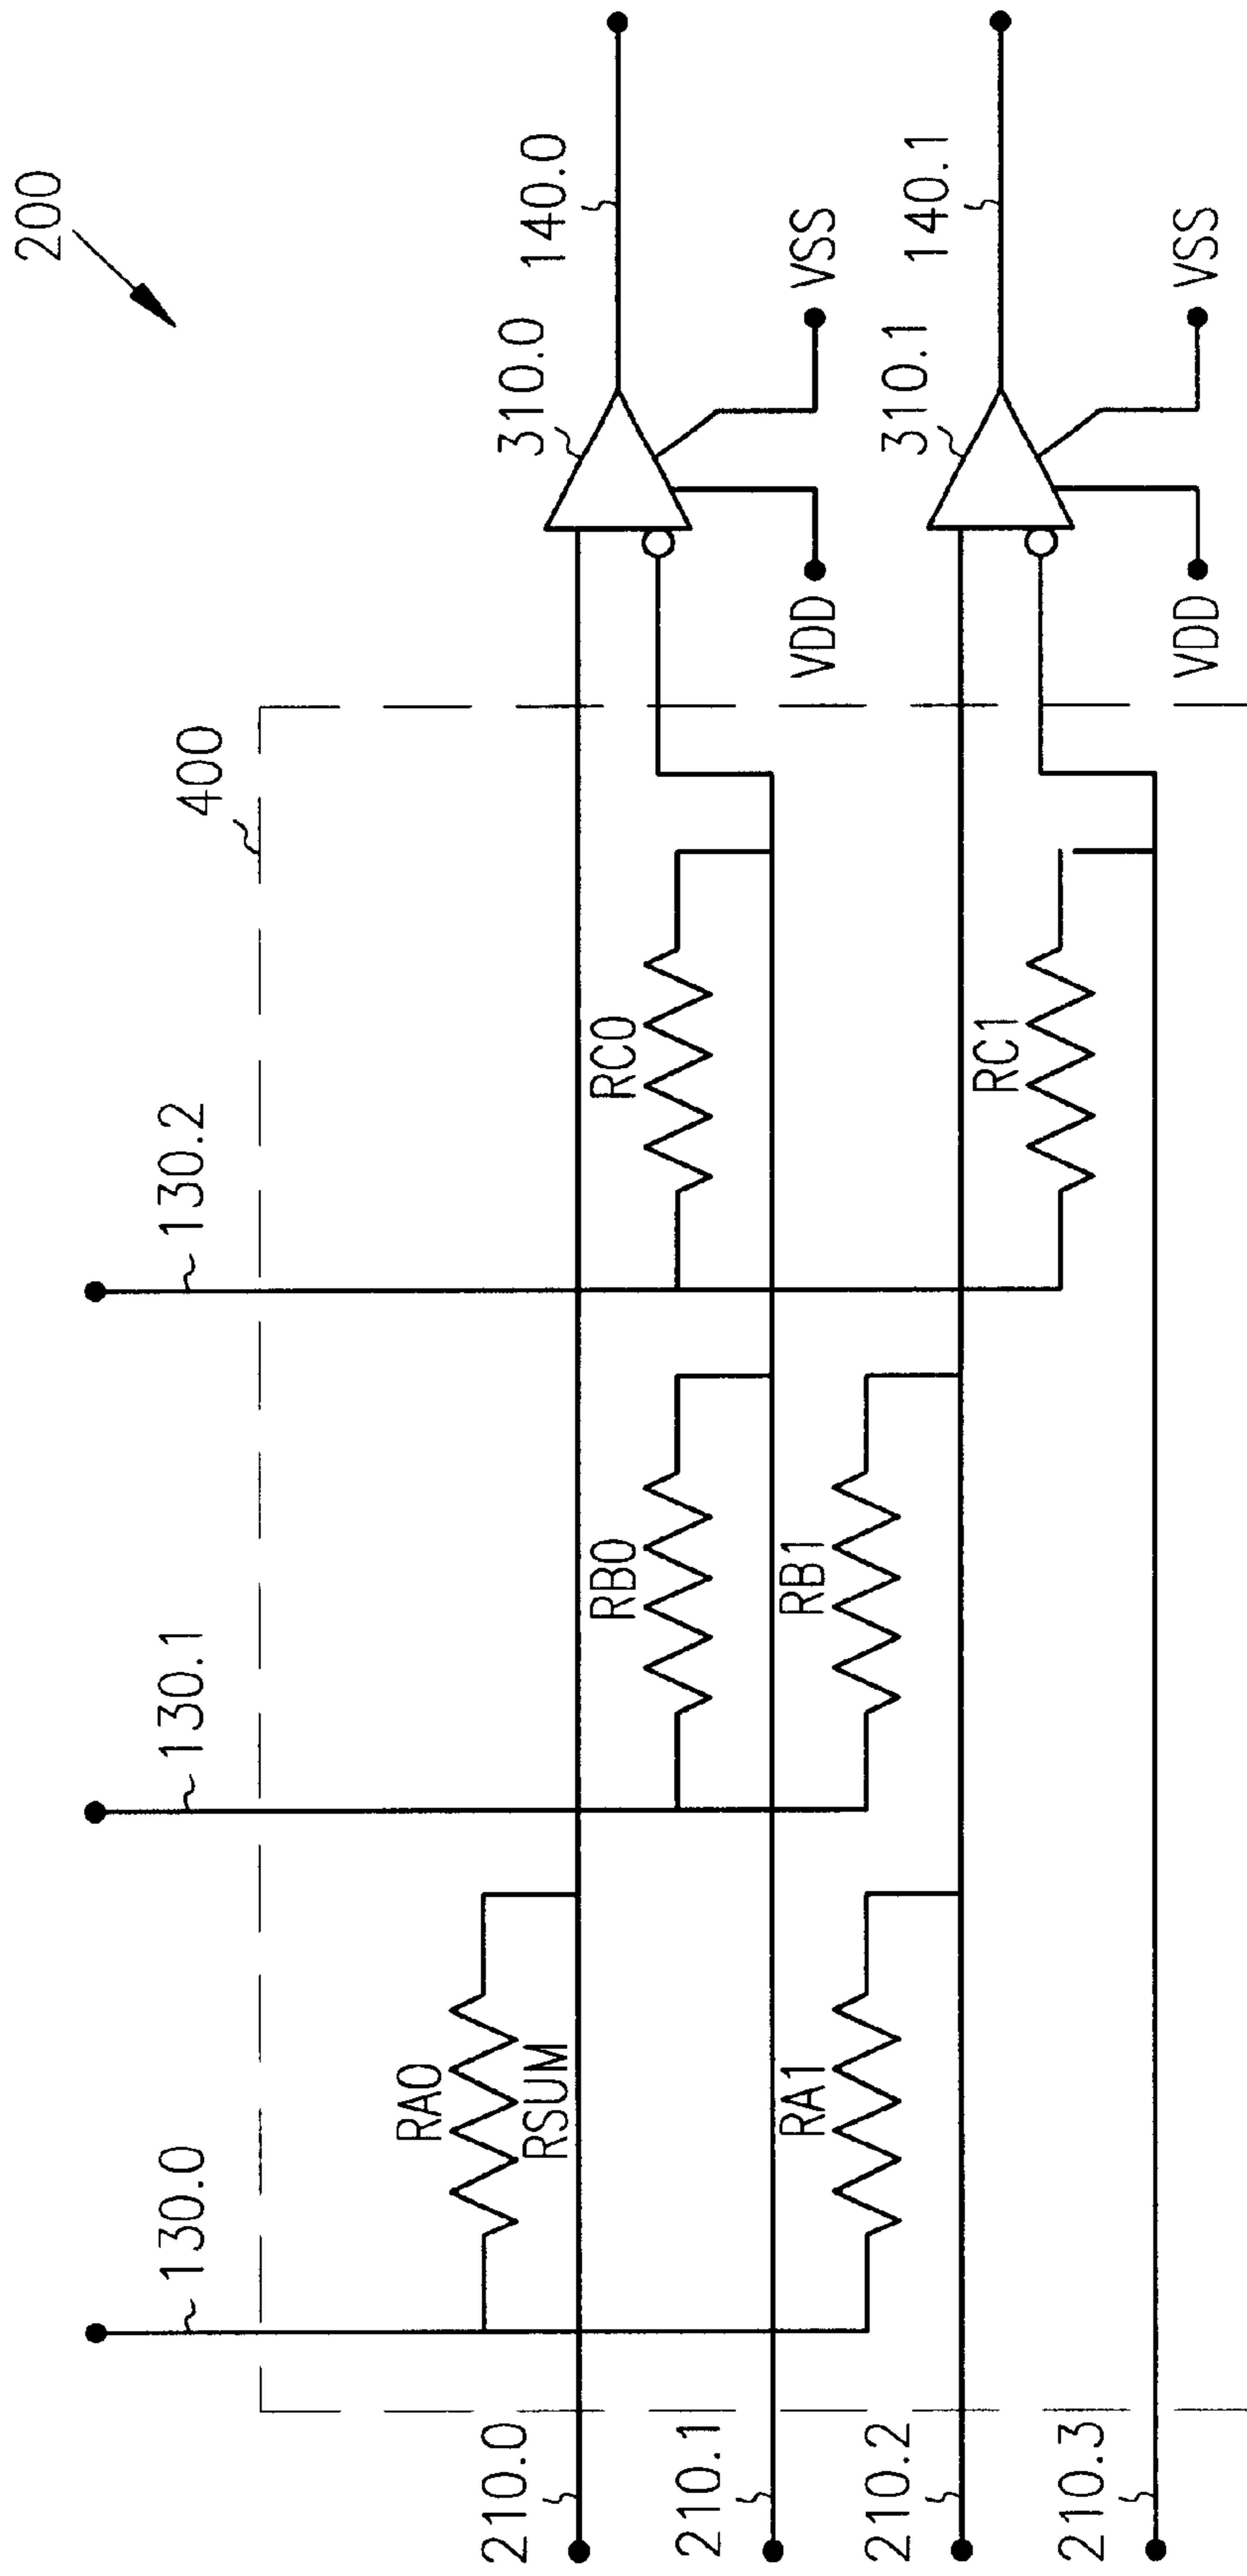 200
400
130.0
130.1
130.2
210.0
210.1
210.2
210.3
RA0
RSUM
RB0
RC0
RA1
RB1
RC1
310.0
140.0
VDD
VSS
310.1
140.1
VDD
VSS